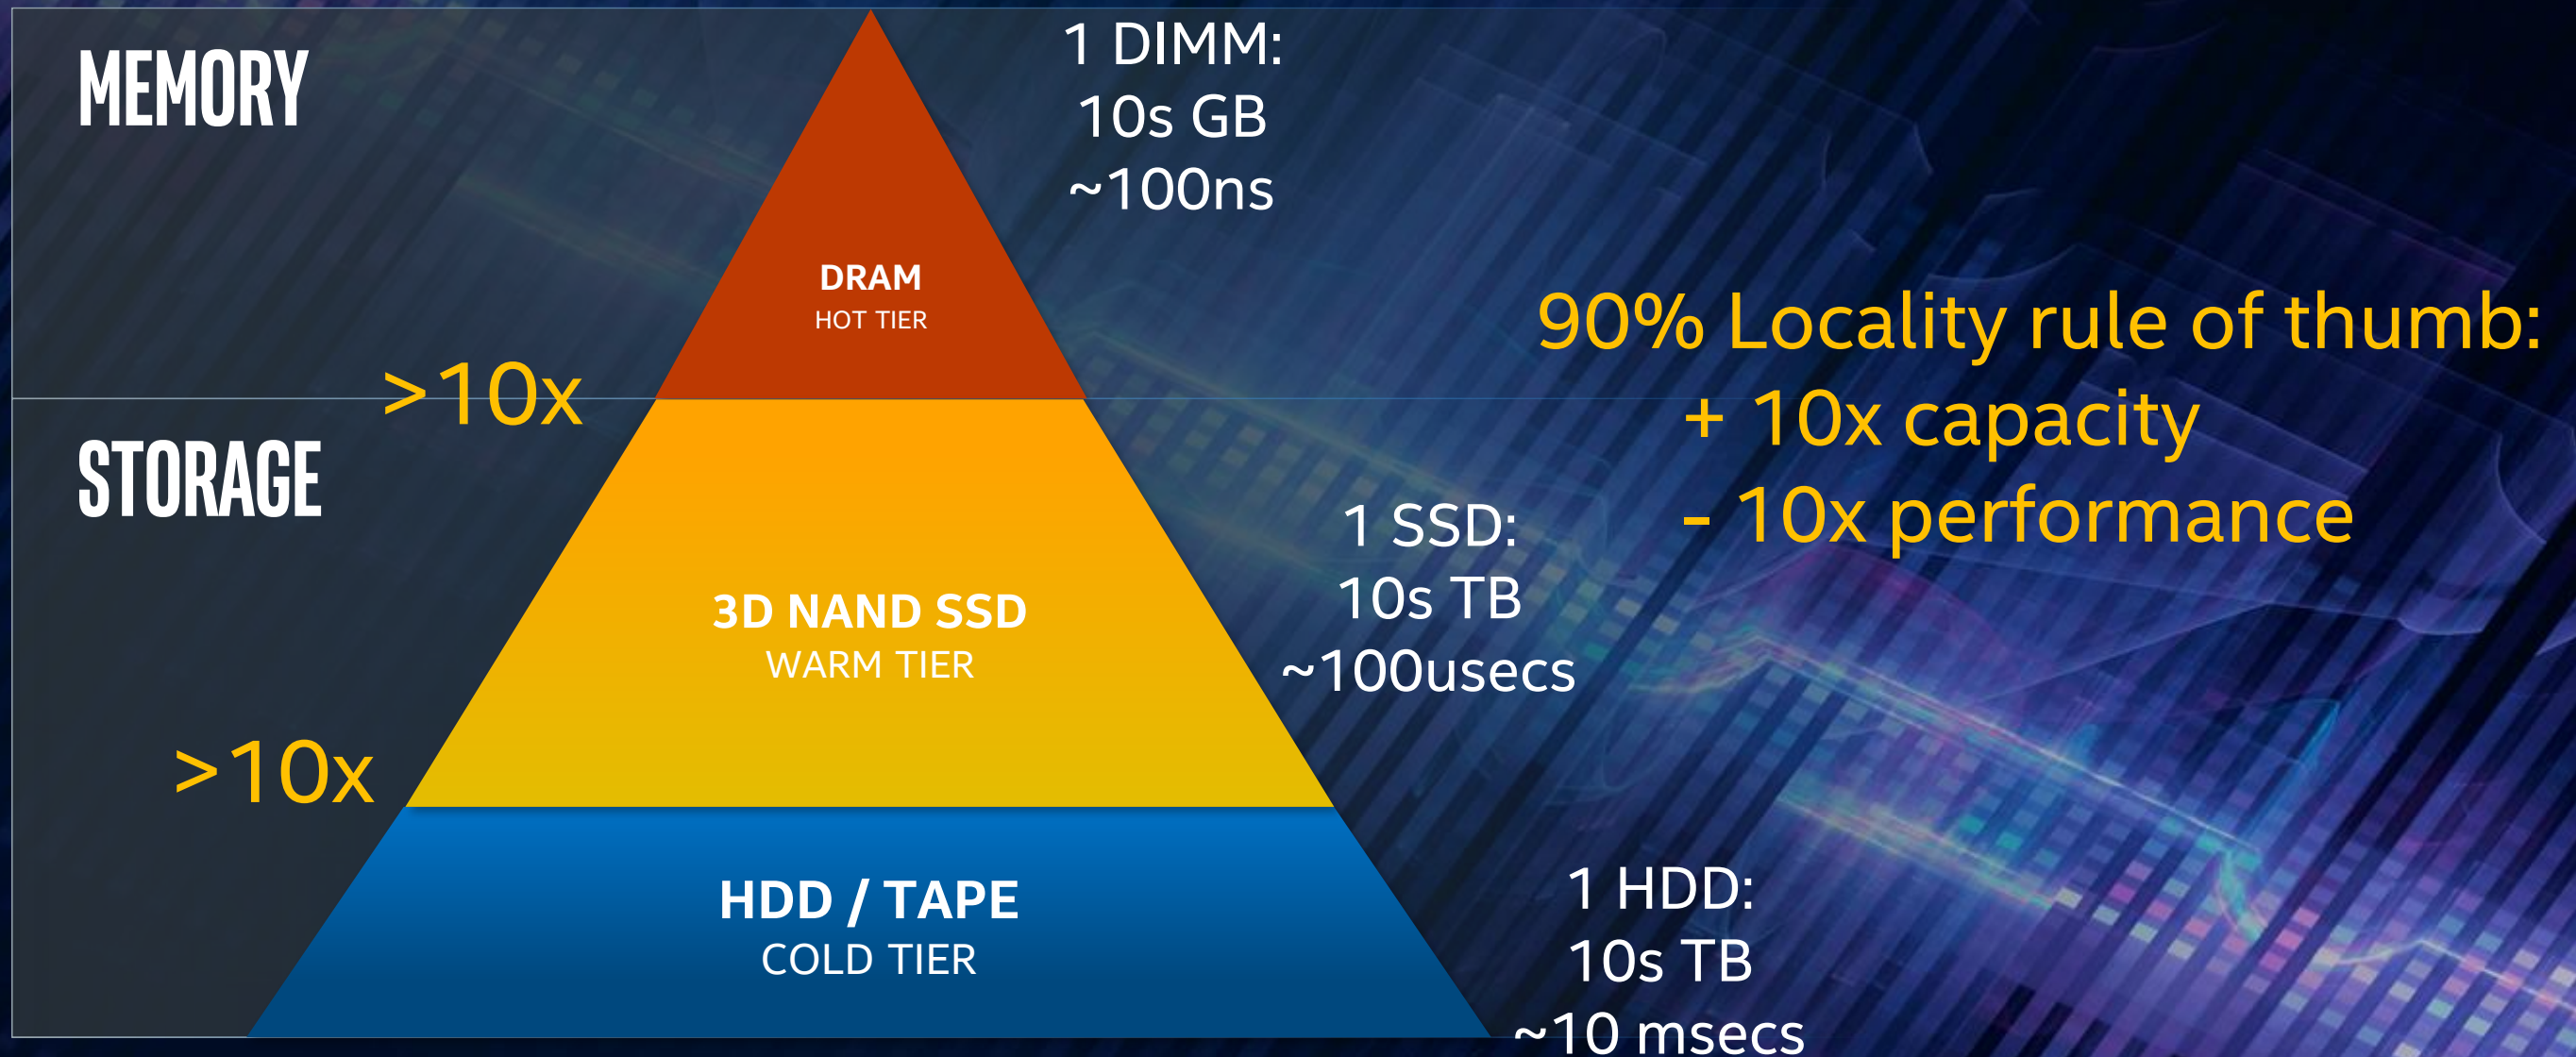 MEMORY
1 DIMM:
10s GB
~100ns
DRAM
HOT TIER
>10x
90% Locality rule of thumb:
+ 10x capacity
- 10x performance
STORAGE
1 SSD:
10s TB
~100usecs
3D NAND SSD
WARM TIER
>10x
HDD / TAPE
COLD TIER
1 HDD:
10s TB
~10 msecs